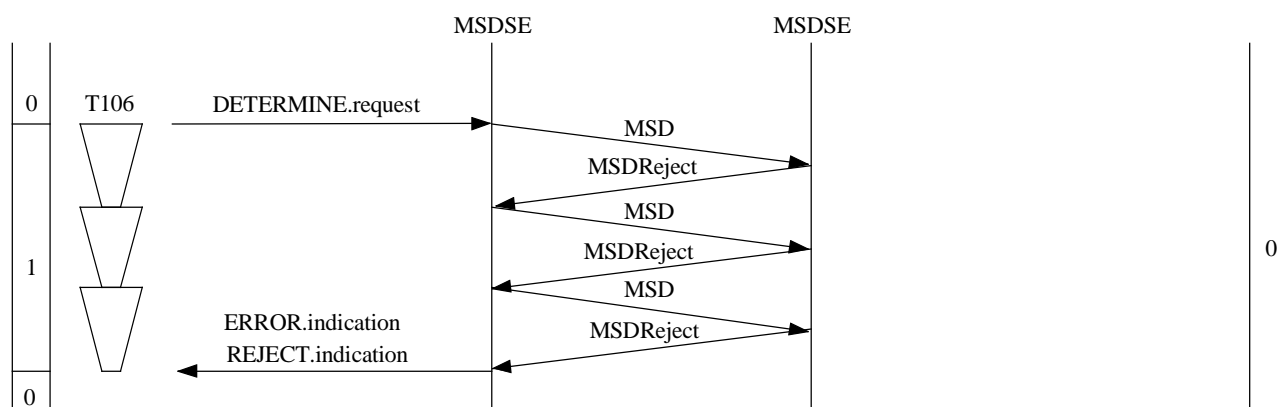 MSDSE MSDSE
0 T106 DETERMINE.request
MSD
MSDReject
MSD
MSDReject
1 0
MSD
ERROR.indication
MSDReject
REJECT.indication
0